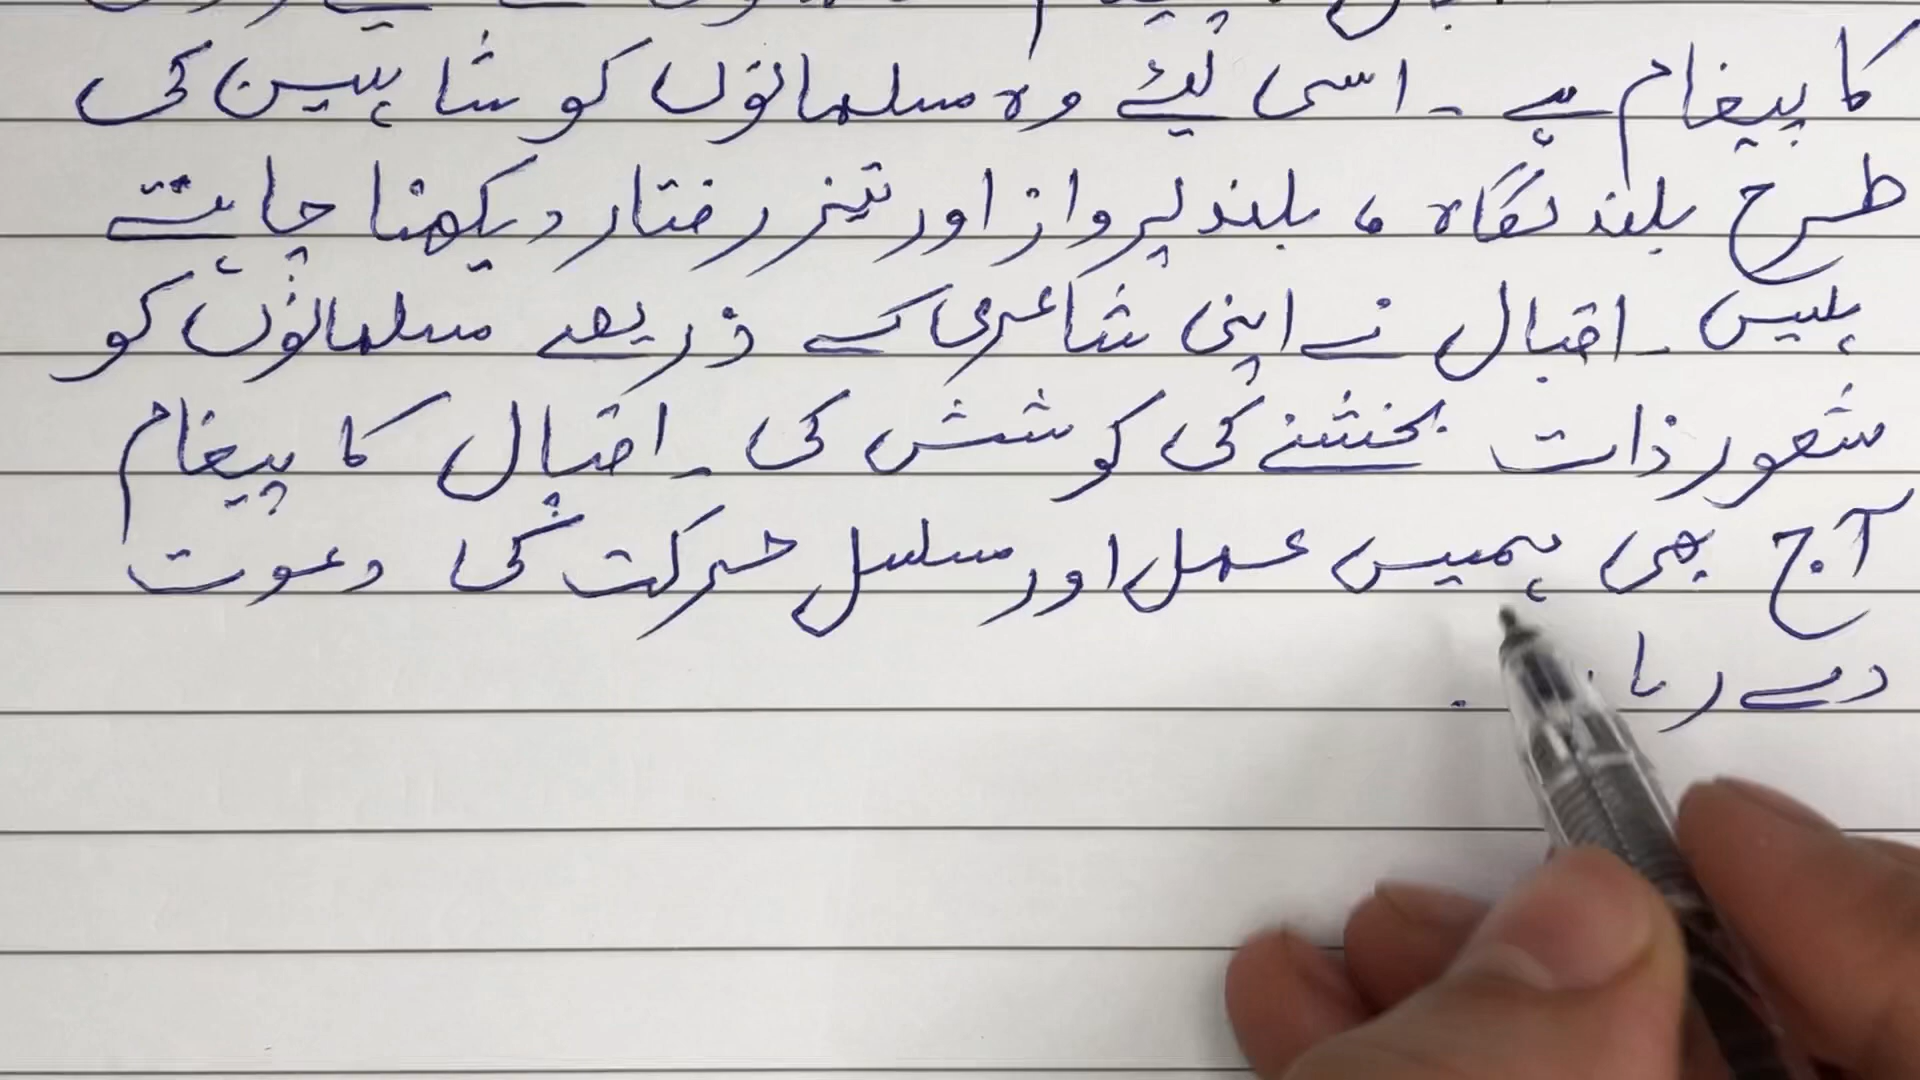 کا پیغام ہے ۔ اسی لیٔے وہ مسلمانوں کو شاہین کی
طرح بلند نگاہ ، بلند پرواز اور تیز رفتار دیکھنا چاہتے
ہیں ۔ اقبال نے اپنی شاعری کے ذریعے مسلمانوں کو
شعور ذات بخشنے کی کوشش کی ۔ اقبال کا پیغام
آج بھی ہمیں عمل اور مسلسل حرکت کی دعوت
دے رہا